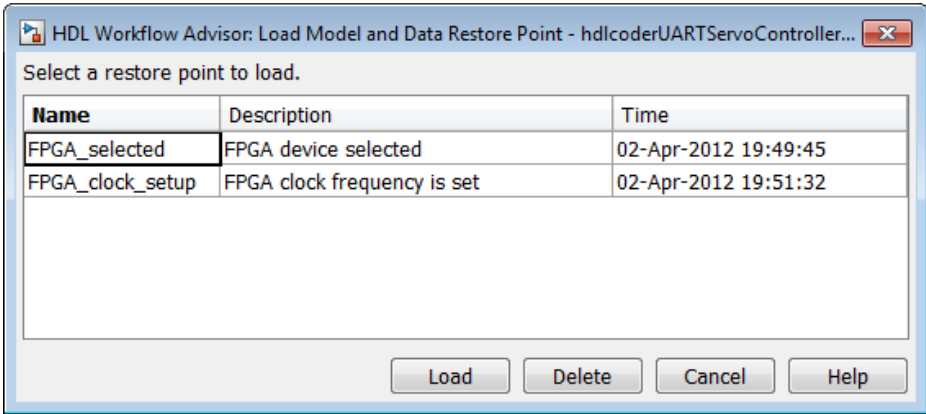 HDL Workflow Advisor: Load Model and Data Restore Point - hdlcoderUARTServoController...
Select a restore point to load.
Name Description Time
FPGA_selected FPGA device selected 02-Apr-2012 19:49:45
FPGA_clock_setup FPGA clock frequency is set 02-Apr-2012 19:51:32
Load Delete Cancel Help